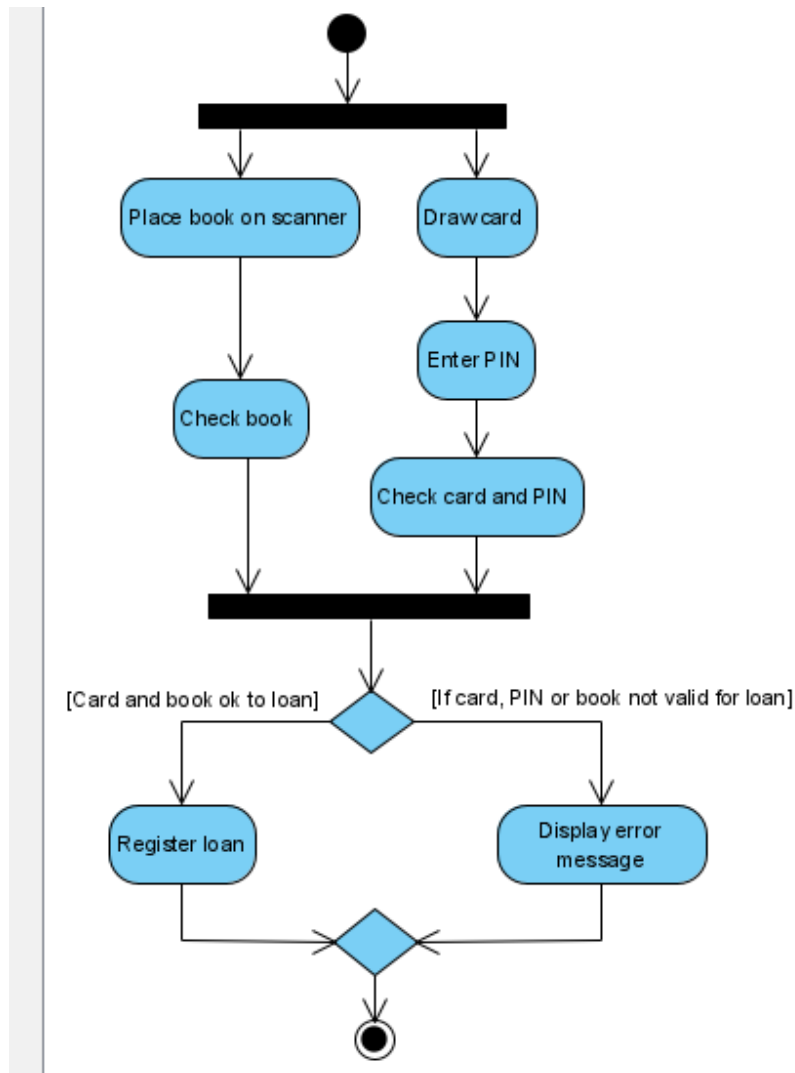 Place book on scanner
Draw card
Enter PIN
Check book
Check card and PIN
[Card and book ok to loan]
[If card, PIN or book not valid for loan]
Register loan
Display error
message